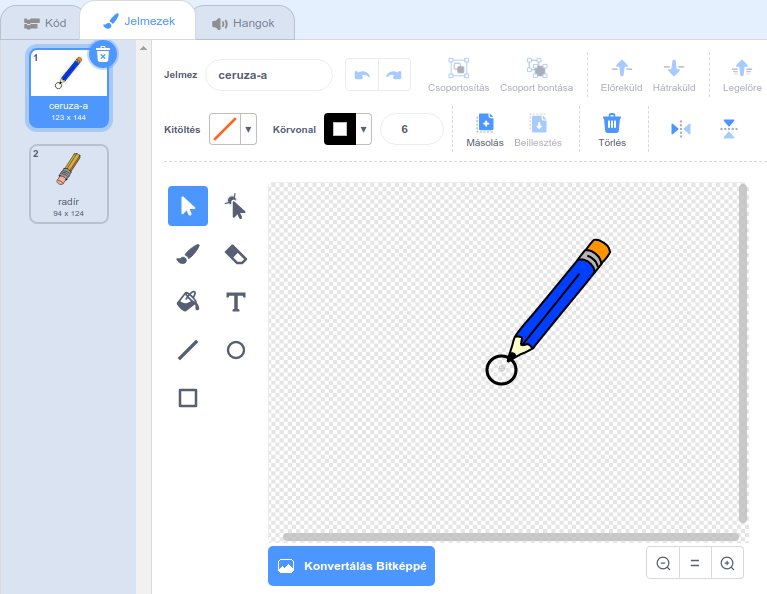 Kód Jelmezek Hangok
1
ceruza-a
123 x 144
2
radír
94 x 124
Jelmez ceruza-a
Csoportosítás Csoport bontása Előreküld Hátraküld Legelőre
Kitöltés Körvonal 6
Másolás Beillesztés Törlés
T
Konvertálás Bitképpé